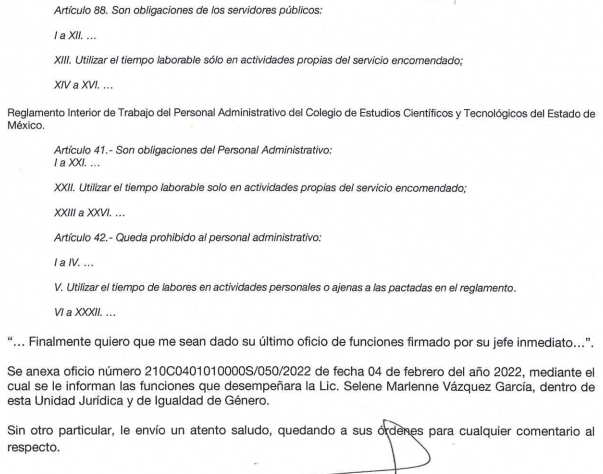 Artículo 88. Son obligaciones de los servidores públicos:
I a XII. ...
XIII. Utilizar el tiempo laborable sólo en actividades propias del servicio encomendado;
XIV a XVI. ...
Reglamento Interior de Trabajo del Personal Administrativo del Colegio de Estudios Científicos y Tecnológicos del Estado de
México.
Artículo 41.- Son obligaciones del Personal Administrativo:
I a XXI. ...
XXII. Utilizar el tiempo laborable solo en actividades propias del servicio encomendado;
XXIII a XXVI. ...
Artículo 42.- Queda prohibido al personal administrativo:
I a IV. ...
V. Utilizar el tiempo de labores en actividades personales o ajenas a las pactadas en el reglamento.
VI a XXXII. ...
“... Finalmente quiero que me sean dado su último oficio de funciones firmado por su jefe inmediato...”.
Se anexa oficio número 210C0401010000S/050/2022 de fecha 04 de febrero del año 2022, mediante el
cual se le informan las funciones que desempeñara la Lic. Selene Marlenne Vázquez García, dentro de
esta Unidad Jurídica y de Igualdad de Género.
Sin otro particular, le envío un atento saludo, quedando a sus órdenes para cualquier comentario al
respecto.